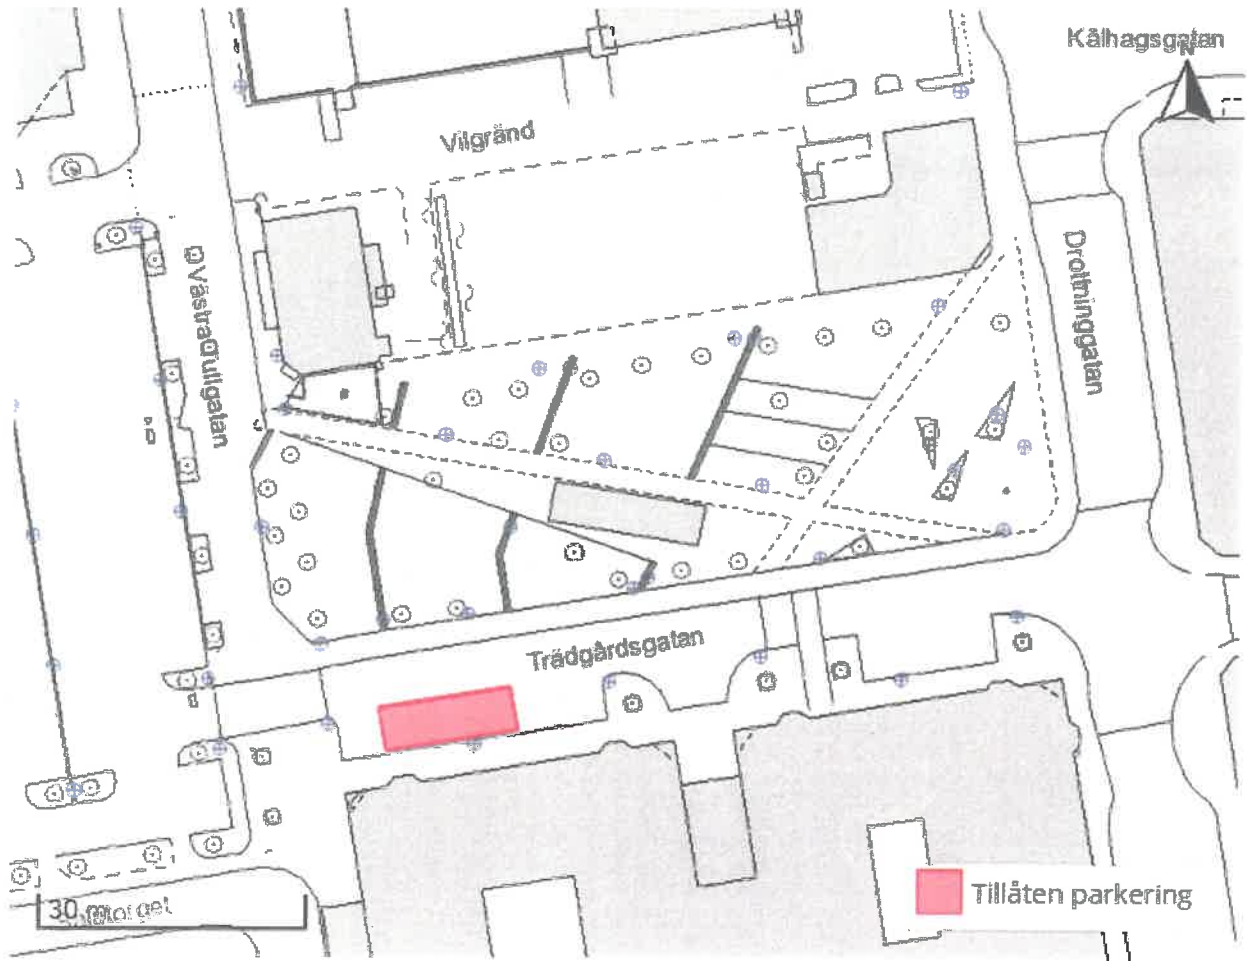 Kålhagsgatan
N
Vilgränd
Västra Tullgatan
Drottninggatan
Trädgårdsgatan
Tillåten parkering
30 m